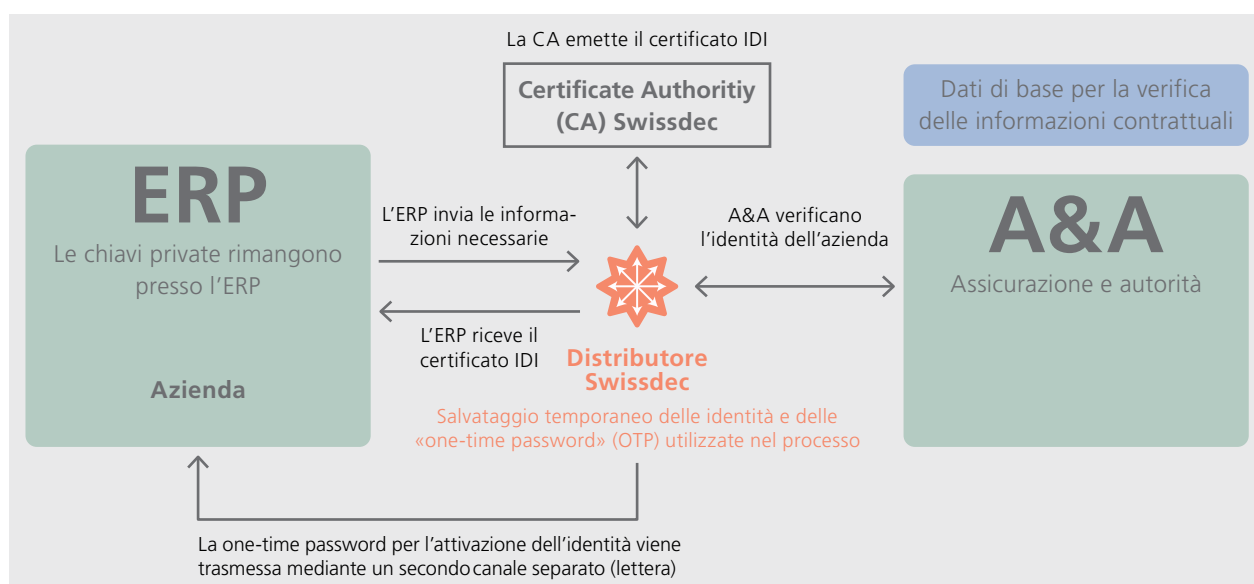 La CA emette il certificato IDI
Certificate Authoritiy
(CA) Swissdec
Dati di base per la verifica
delle informazioni contrattuali
ERP
Le chiavi private rimangono
presso l'ERP
Azienda
L'ERP invia le informa-
zioni necessarie
L'ERP riceve il
certificato IDI
A&A verificano
l'identità dell'azienda
A&A
Assicurazione e autorità
Distributore
Swissdec
Salvataggio temporaneo delle identità e delle
«one-time password» (OTP) utilizzate nel processo
La one-time password per l'attivazione dell'identità viene
trasmessa mediante un secondo canale separato (lettera)